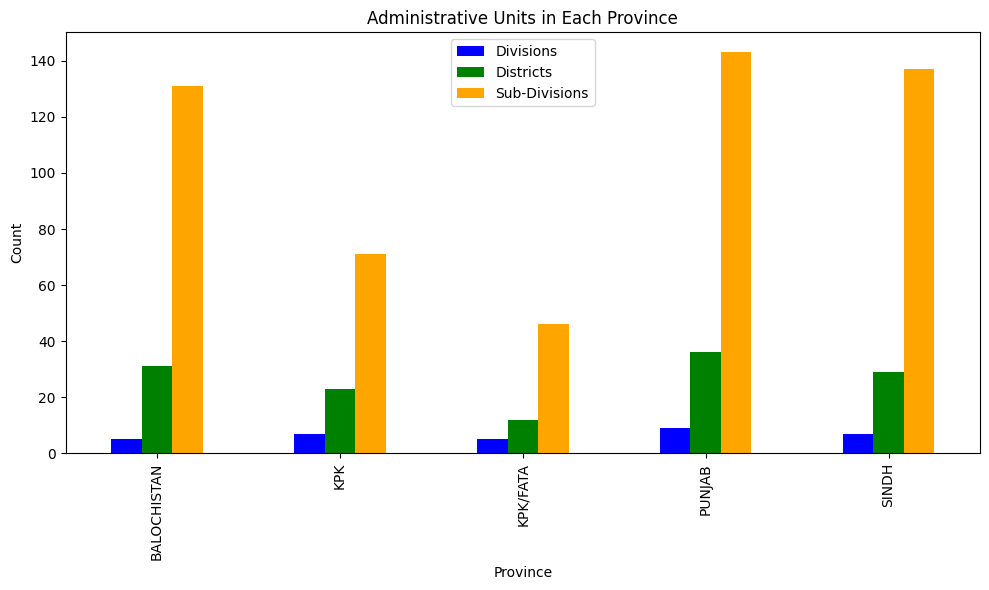 Administrative Units in Each Province
Divisions
Districts
Sub-Divisions
140
120
100
80
60
40
20
0
Count
BALOCHISTAN
KPK
KPK/FATA
PUNJAB
SINDH
Province